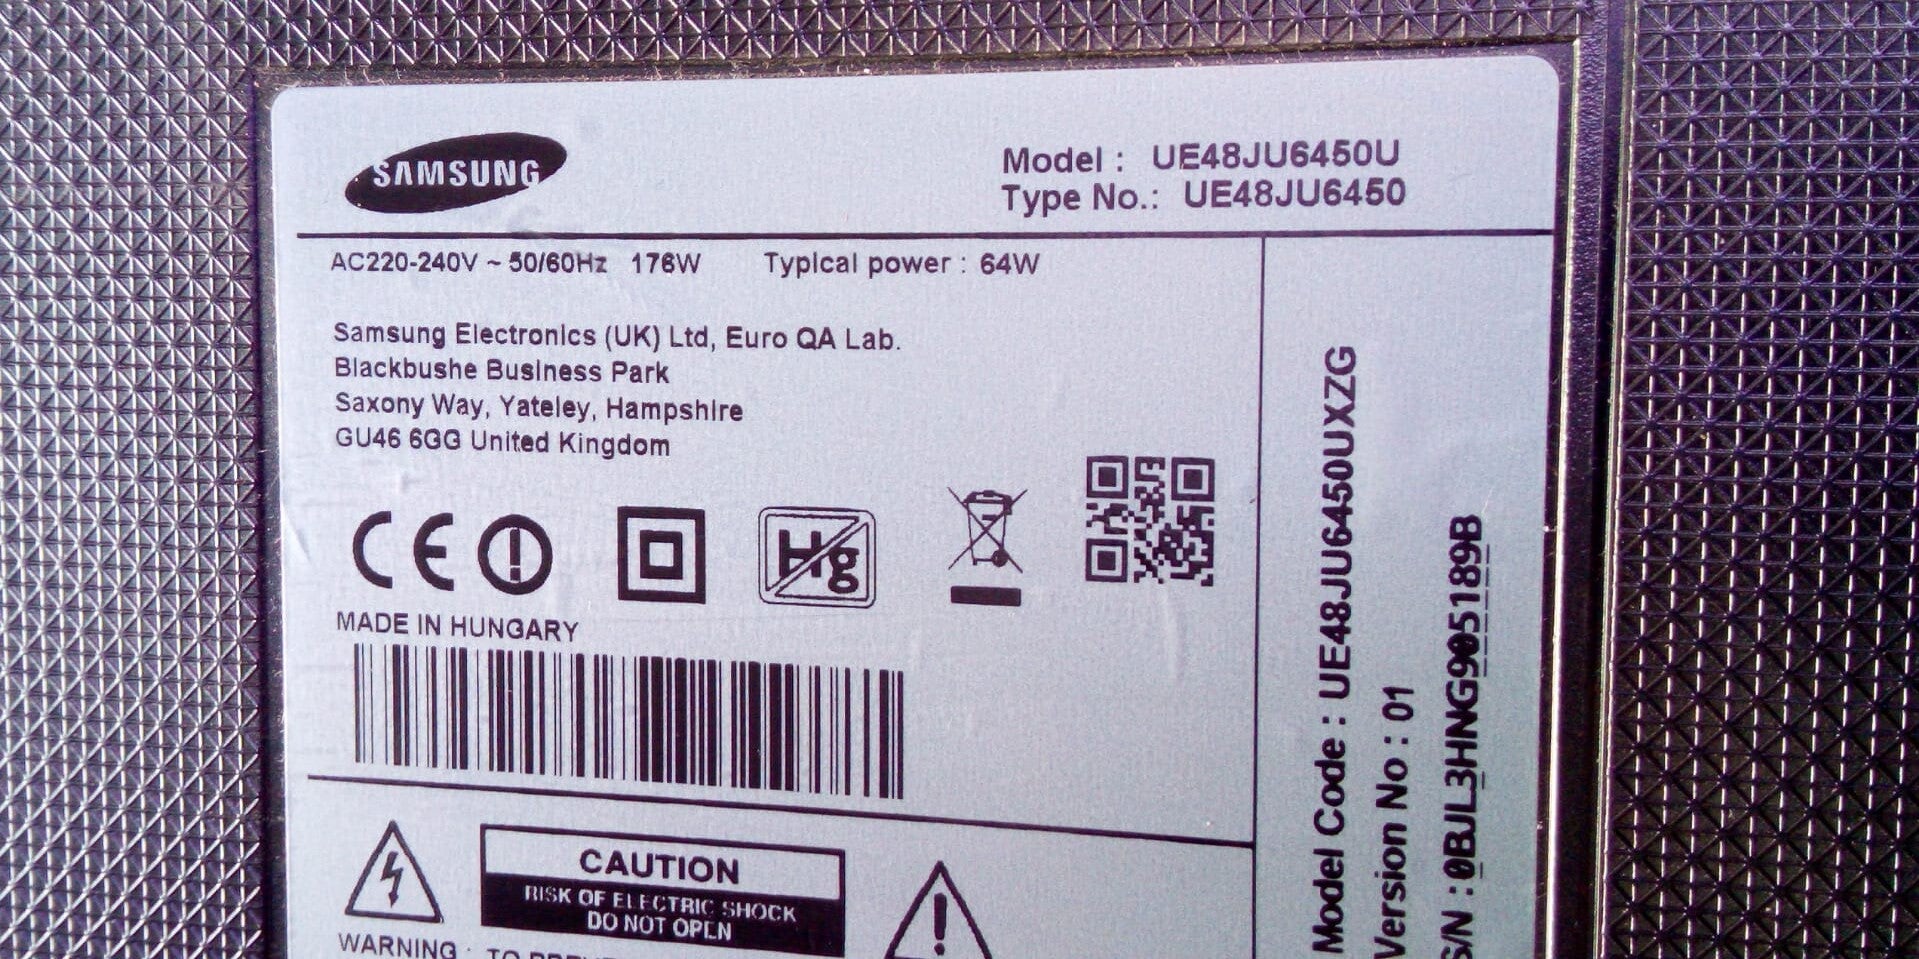 SAMSUNG
Model : UE48JU6450U
Type No.: UE48JU6450
AC220-240V ~ 50/60Hz 176W Typical power : 64W
Samsung Electronics (UK) Ltd, Euro QA Lab.
Blackbushe Business Park
Saxony Way, Yateley, Hampshire
GU46 6GG United Kingdom
CE
Hg
MADE IN HUNGARY
CAUTION
RISK OF ELECTRIC SHOCK
DO NOT OPEN
WARNING :
Model Code : UE48JU6450UXZG
Version No : 01
S/N : 0BJL3HNG905189B